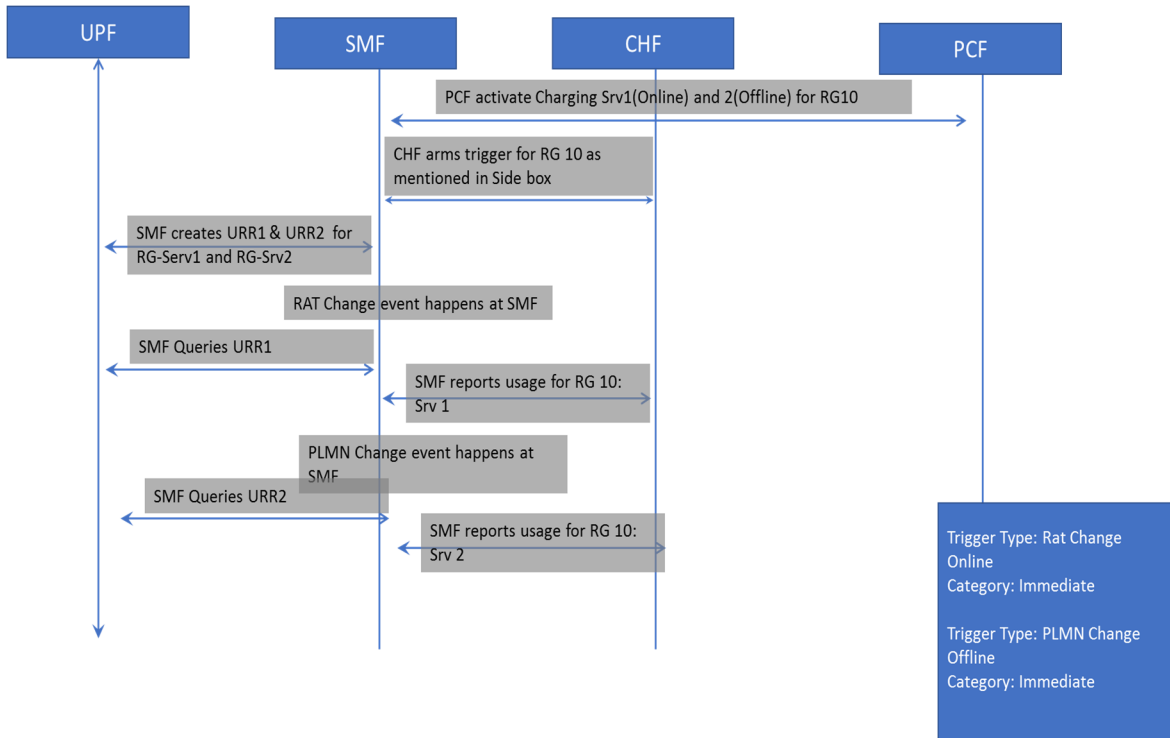 UPF
SMF
CHF
PCF
PCF activate Charging Srv1(Online) and 2(Offline) for RG10
CHF arms trigger for RG 10 as
mentioned in Side box
SMF creates URR1 & URR2 for
RG-Serv1 and RG-Srv2
RAT Change event happens at SMF
SMF Queries URR1
SMF reports usage for RG 10:
Srv 1
PLMN Change event happens at
SMF
SMF Queries URR2
SMF reports usage for RG 10:
Srv 2
Trigger Type: Rat Change
Online
Category: Immediate
Trigger Type: PLMN Change
Offline
Category: Immediate